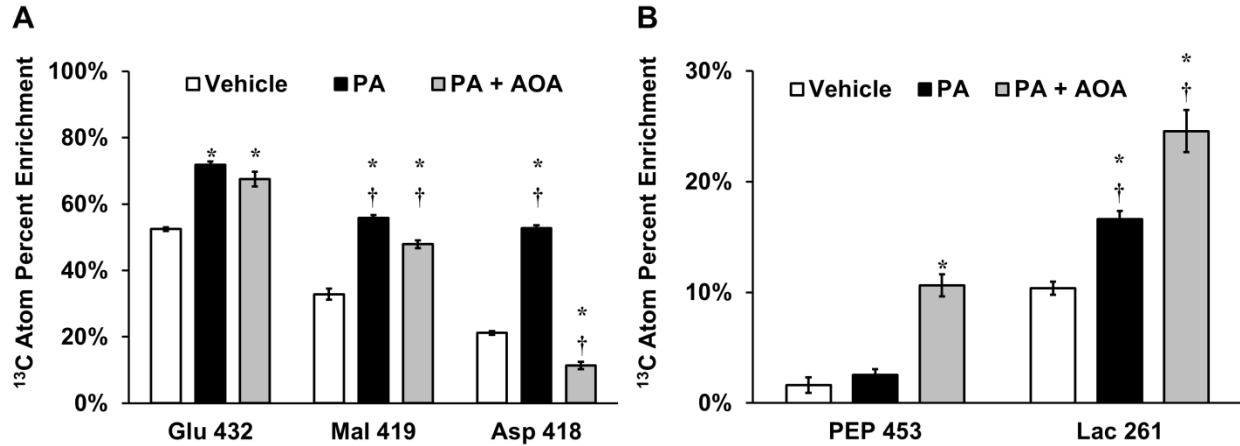 A
¹³C Atom Percent Enrichment
100%
80%
60%
40%
20%
0%
Vehicle PA PA + AOA
* *
* *
† †
*
†
*
†
Glu 432 Mal 419 Asp 418
B
¹³C Atom Percent Enrichment
30%
20%
10%
0%
Vehicle PA PA + AOA
*
*
†
*
†
PEP 453 Lac 261